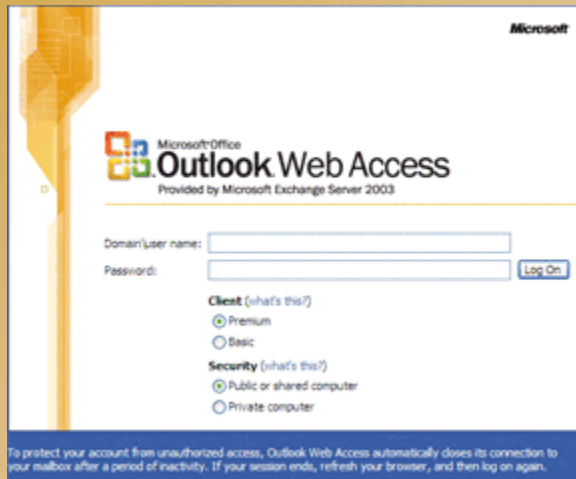 Microsoft
Microsoft Office
Outlook Web Access
Provided by Microsoft Exchange Server 2003
Domain\user name:
Password:
Log On
Client (what's this?)
Premium
Basic
Security (what's this?)
Public or shared computer
Private computer
To protect your account from unauthorized access, Outlook Web Access automatically closes its connection to
your mailbox after a period of inactivity. If your session ends, refresh your browser, and then log on again.